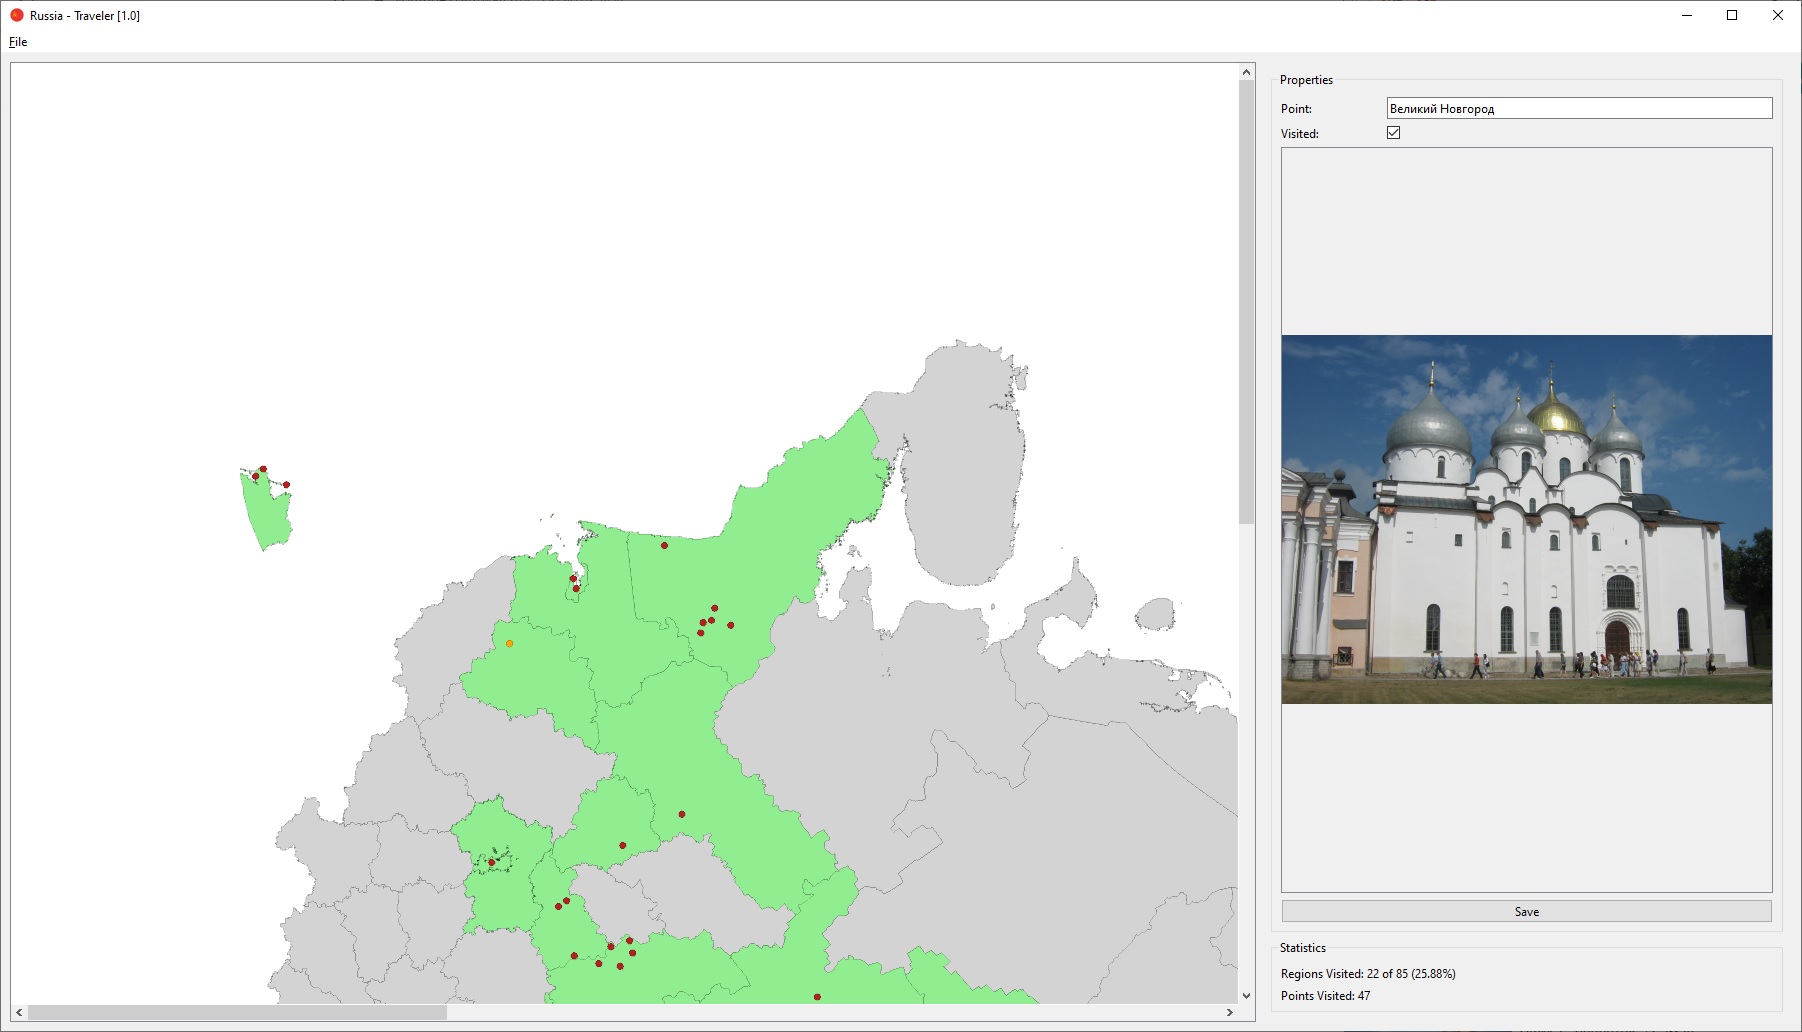 Russia - Traveler [1.0]
File
Properties
Point:
Великий Новгород
Visited:
Save
Statistics
Regions Visited: 22 of 85 (25.88%)
Points Visited: 47